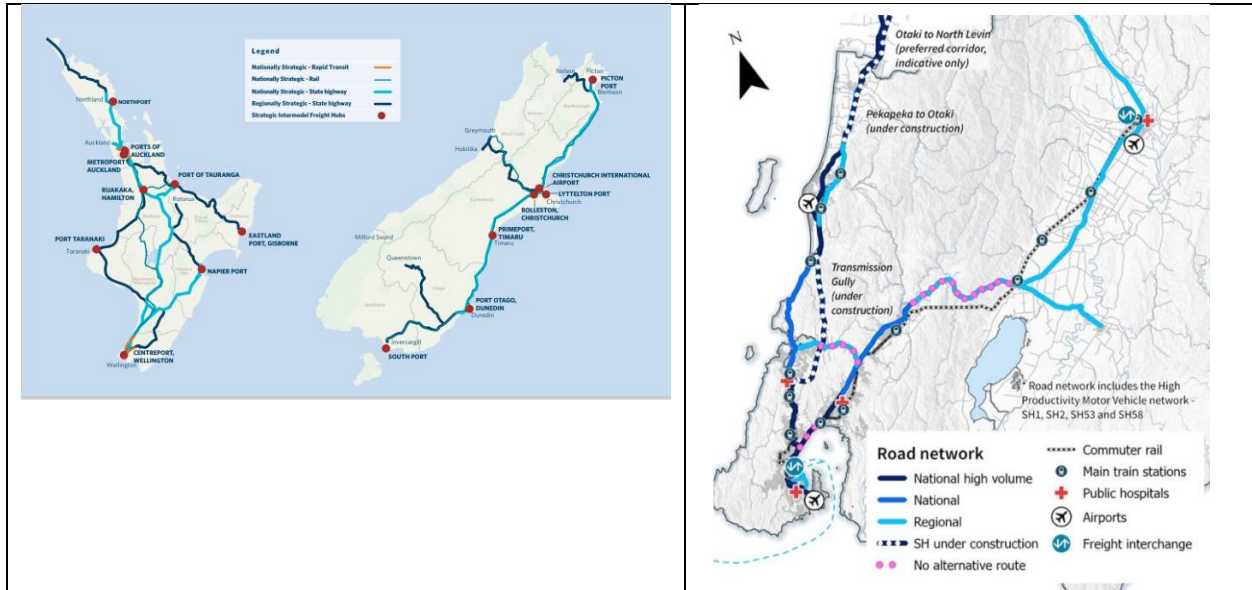 Legend
Nationally Strategic - Rapid Transit
Nationally Strategic - Rail
Nationally Strategic - State highway
Regionally Strategic - State highway
Strategic Intermodel Freight Hubs
Northland
NORTHPORT
Auckland
PORTS OF
AUCKLAND
METROPORT
AUCKLAND
PORT OF TAURANGA
RUAKAKA,
HAMILTON
Rotorua
EASTLAND
PORT, GISBORNE
PORT TARANAKI
Taranaki
NAPIER PORT
CENTREPORT,
WELLINGTON
Wellington
Nelson
Picton
PICTON
PORT
Blenheim
Greymouth
Hokitika
CHRISTCHURCH INTERNATIONAL
AIRPORT
LYTTELTON PORT
Christchurch
ROLLESTON,
CHRISTCHURCH
PRIMEPORT,
TIMARU
Timaru
Milford Sound
Queenstown
PORT OTAGO,
DUNEDIN
Dunedin
Invercargill
SOUTH PORT
N
Otaki to North Levin
(preferred corridor,
indicative only)
Pekapeka to Otaki
(under construction)
Transmission
Gully
(under
construction)
* Road network includes the High
Productivity Motor Vehicle network -
SH1, SH2, SH53 and SH58
Road network
National high volume
National
Regional
SH under construction
No alternative route
Commuter rail
Main train stations
Public hospitals
Airports
Freight interchange